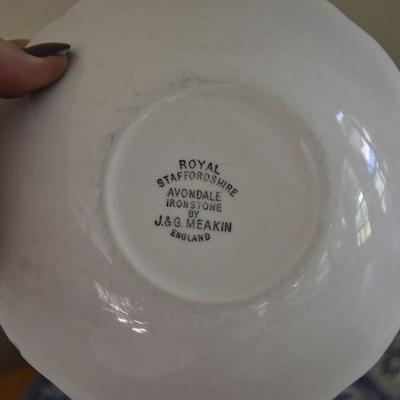 ROYAL
STAFFORDSHIRE
AVONDALE
IRONSTONE
BY
J.&G. MEAKIN
ENGLAND